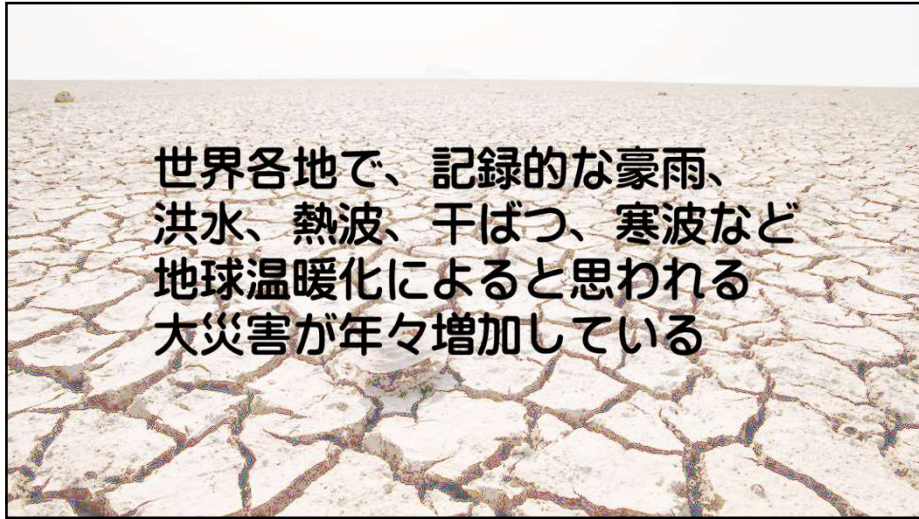 世界各地で、記録的な豪雨、
洪水、熱波、干ばつ、寒波など
地球温暖化によると思われる
大災害が年々増加している